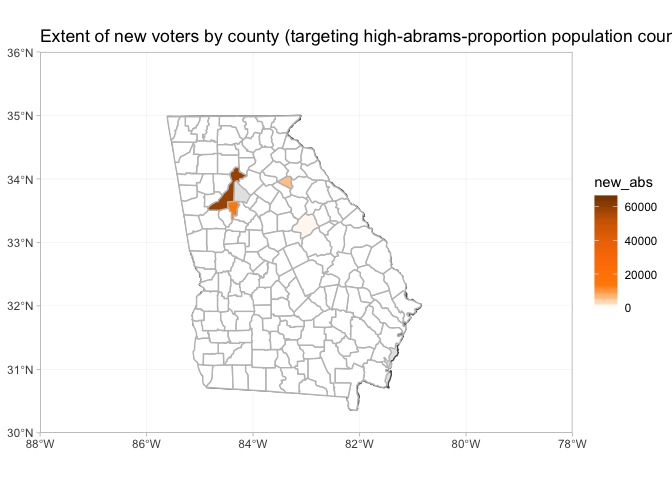 Extent of new voters by county (targeting high-abrams-proportion population
36°N
35°N
34°N
33°N
32°N
31°N
30°N
88°W
86°W
84°W
82°W
80°W
78°W
new_abs
60000
40000
20000
0